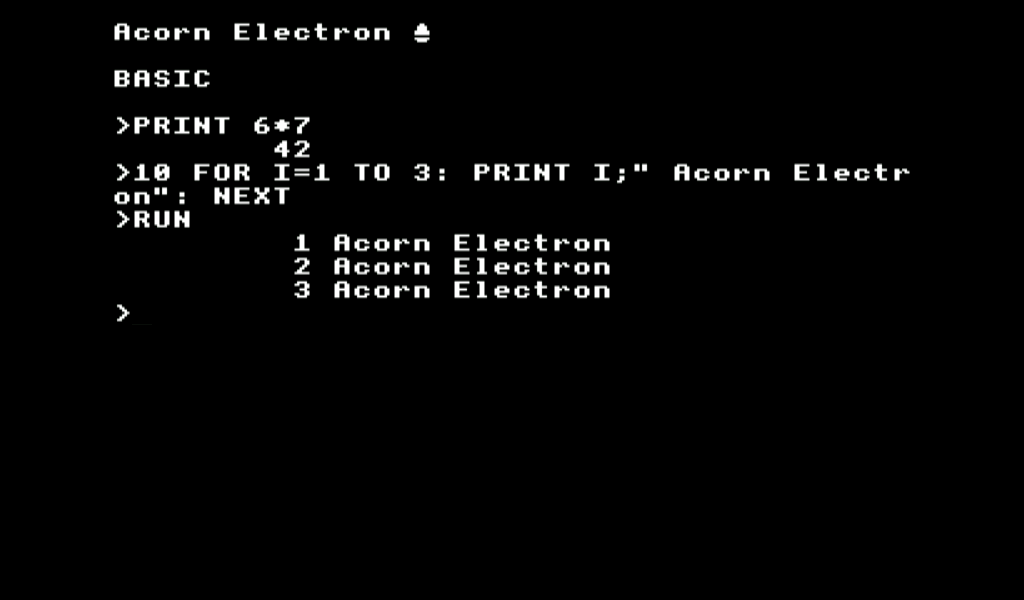 Acorn Electron
BASIC
>PRINT 6*7
42
>10 FOR I=1 TO 3: PRINT I;" Acorn Electr
on": NEXT
>RUN
1 Acorn Electron
2 Acorn Electron
3 Acorn Electron
>_